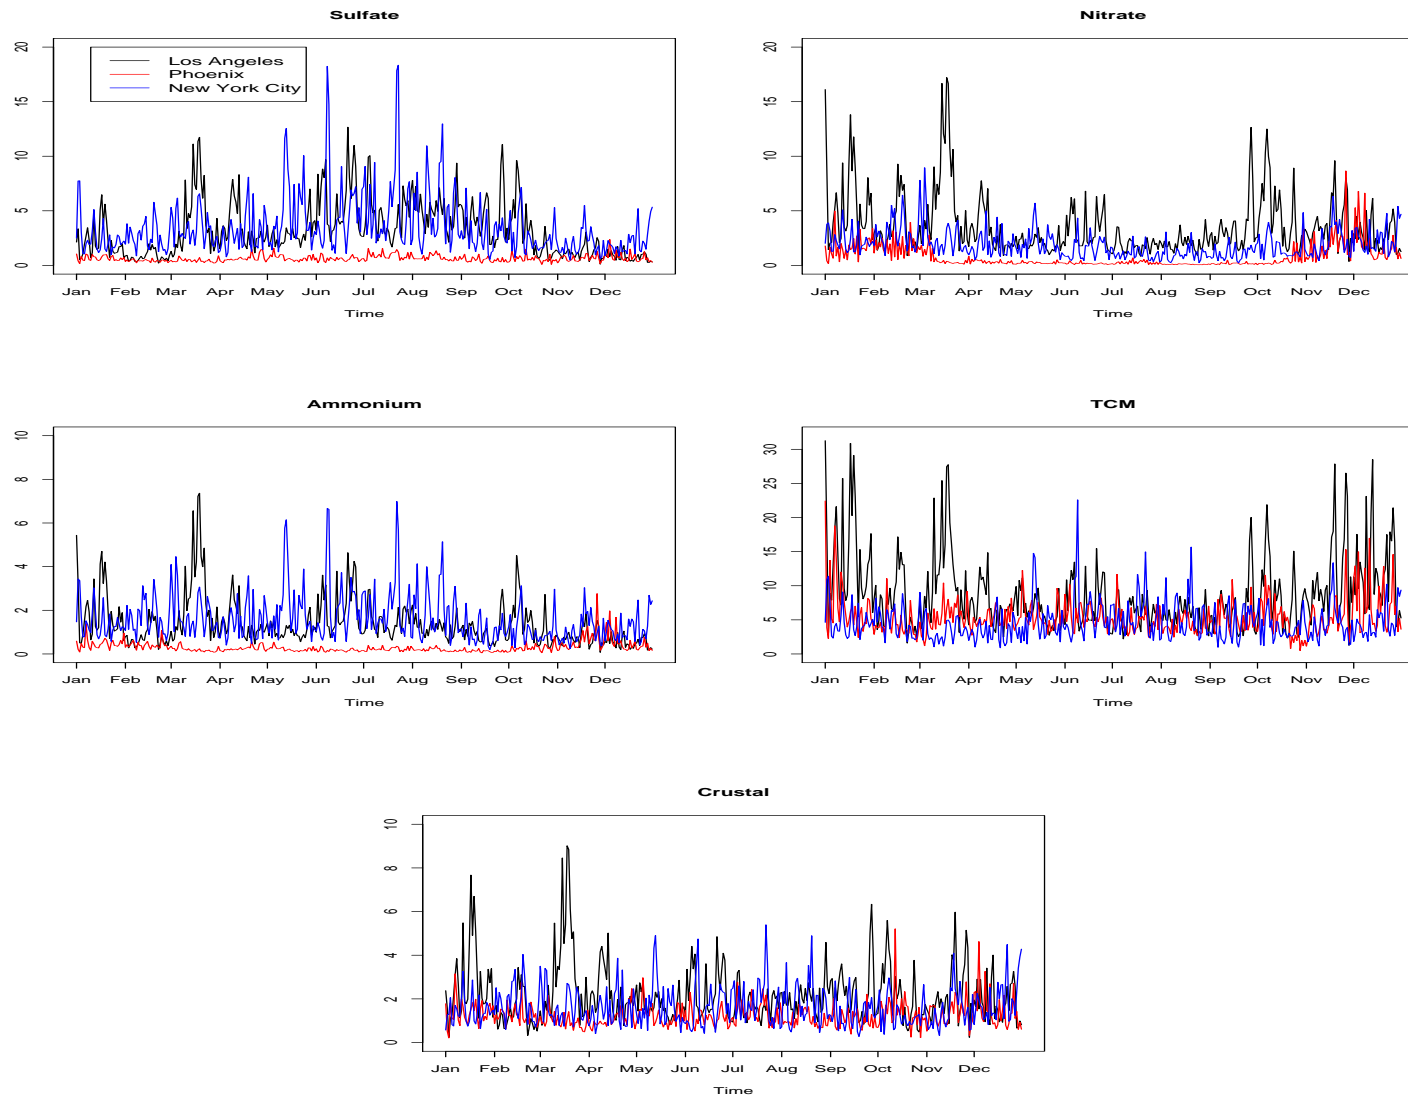 Sulfate
20
15
10
5
0
Los Angeles
Phoenix
New York City
Jan Feb Mar Apr May Jun Jul Aug Sep Oct Nov Dec
Time
Nitrate
20
15
10
5
0
Jan Feb Mar Apr May Jun Jul Aug Sep Oct Nov Dec
Time
Ammonium
10
8
6
4
2
0
Jan Feb Mar Apr May Jun Jul Aug Sep Oct Nov Dec
Time
TCM
30
25
20
15
10
5
0
Jan Feb Mar Apr May Jun Jul Aug Sep Oct Nov Dec
Time
Crustal
10
8
6
4
2
0
Jan Feb Mar Apr May Jun Jul Aug Sep Oct Nov Dec
Time